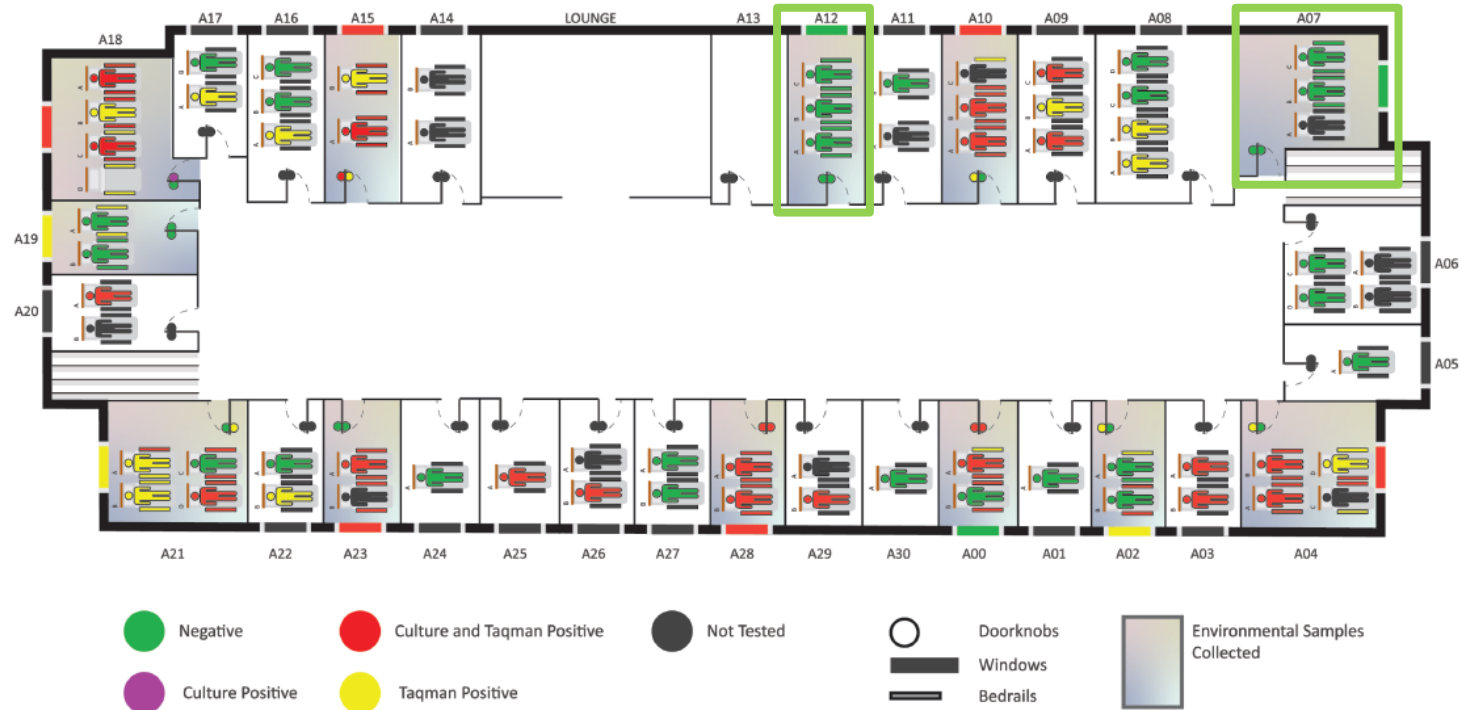 A17 A16 A15 A14 LOUNGE A13 A12 A11 A10 A09 A08 A07
A18
A19
A20
A06
A05
A21 A22 A23 A24 A25 A26 A27 A28 A29 A30 A00 A01 A02 A03 A04
Negative
Culture and Taqman Positive
Not Tested
Doorknobs
Environmental Samples
Collected
Windows
Culture Positive
Taqman Positive
Bedrails